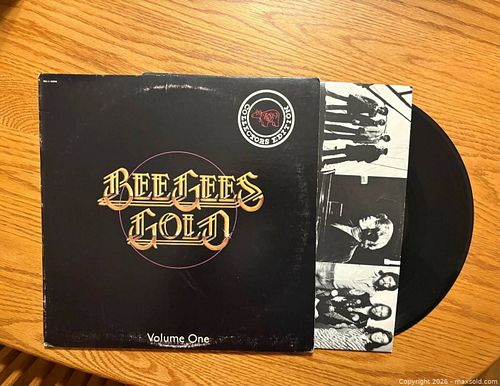 COLLECTORS EDITION
BEE GEES
GOLD
Volume One
Copyright 2026 - maxsold.com